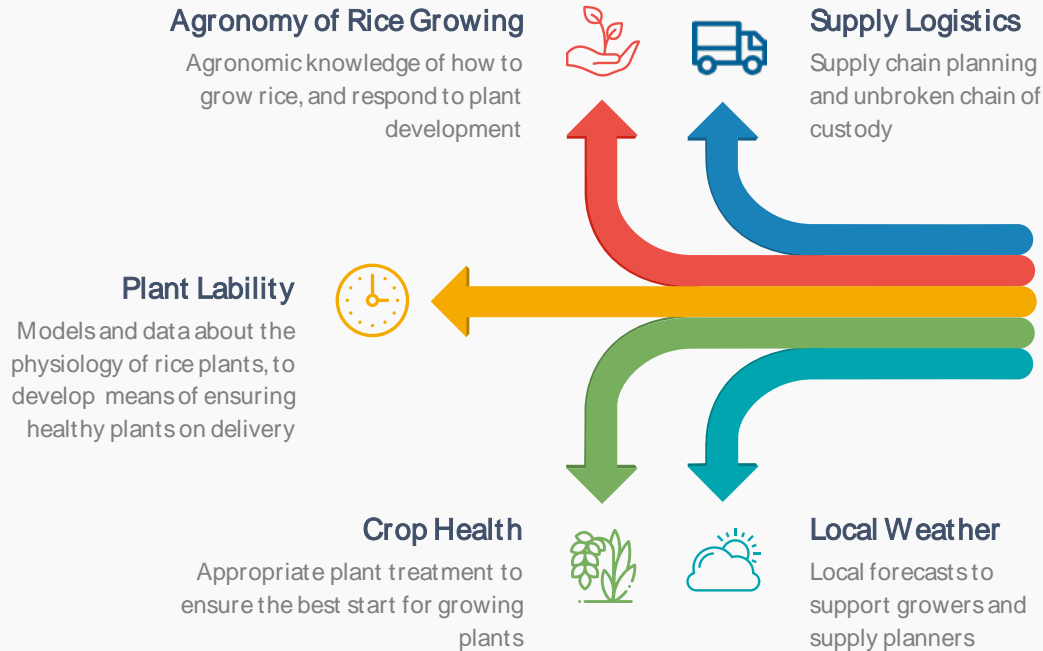 Agronomy of Rice Growing
Agronomic knowledge of how to
grow rice, and respond to plant
development
Supply Logistics
Supply chain planning
and unbroken chain of
custody
Plant Lability
Models and data about the
physiology of rice plants, to
develop means of ensuring
healthy plants on delivery
Crop Health
Appropriate plant treatment to
ensure the best start for growing
plants
Local Weather
Local forecasts to
support growers and
supply planners